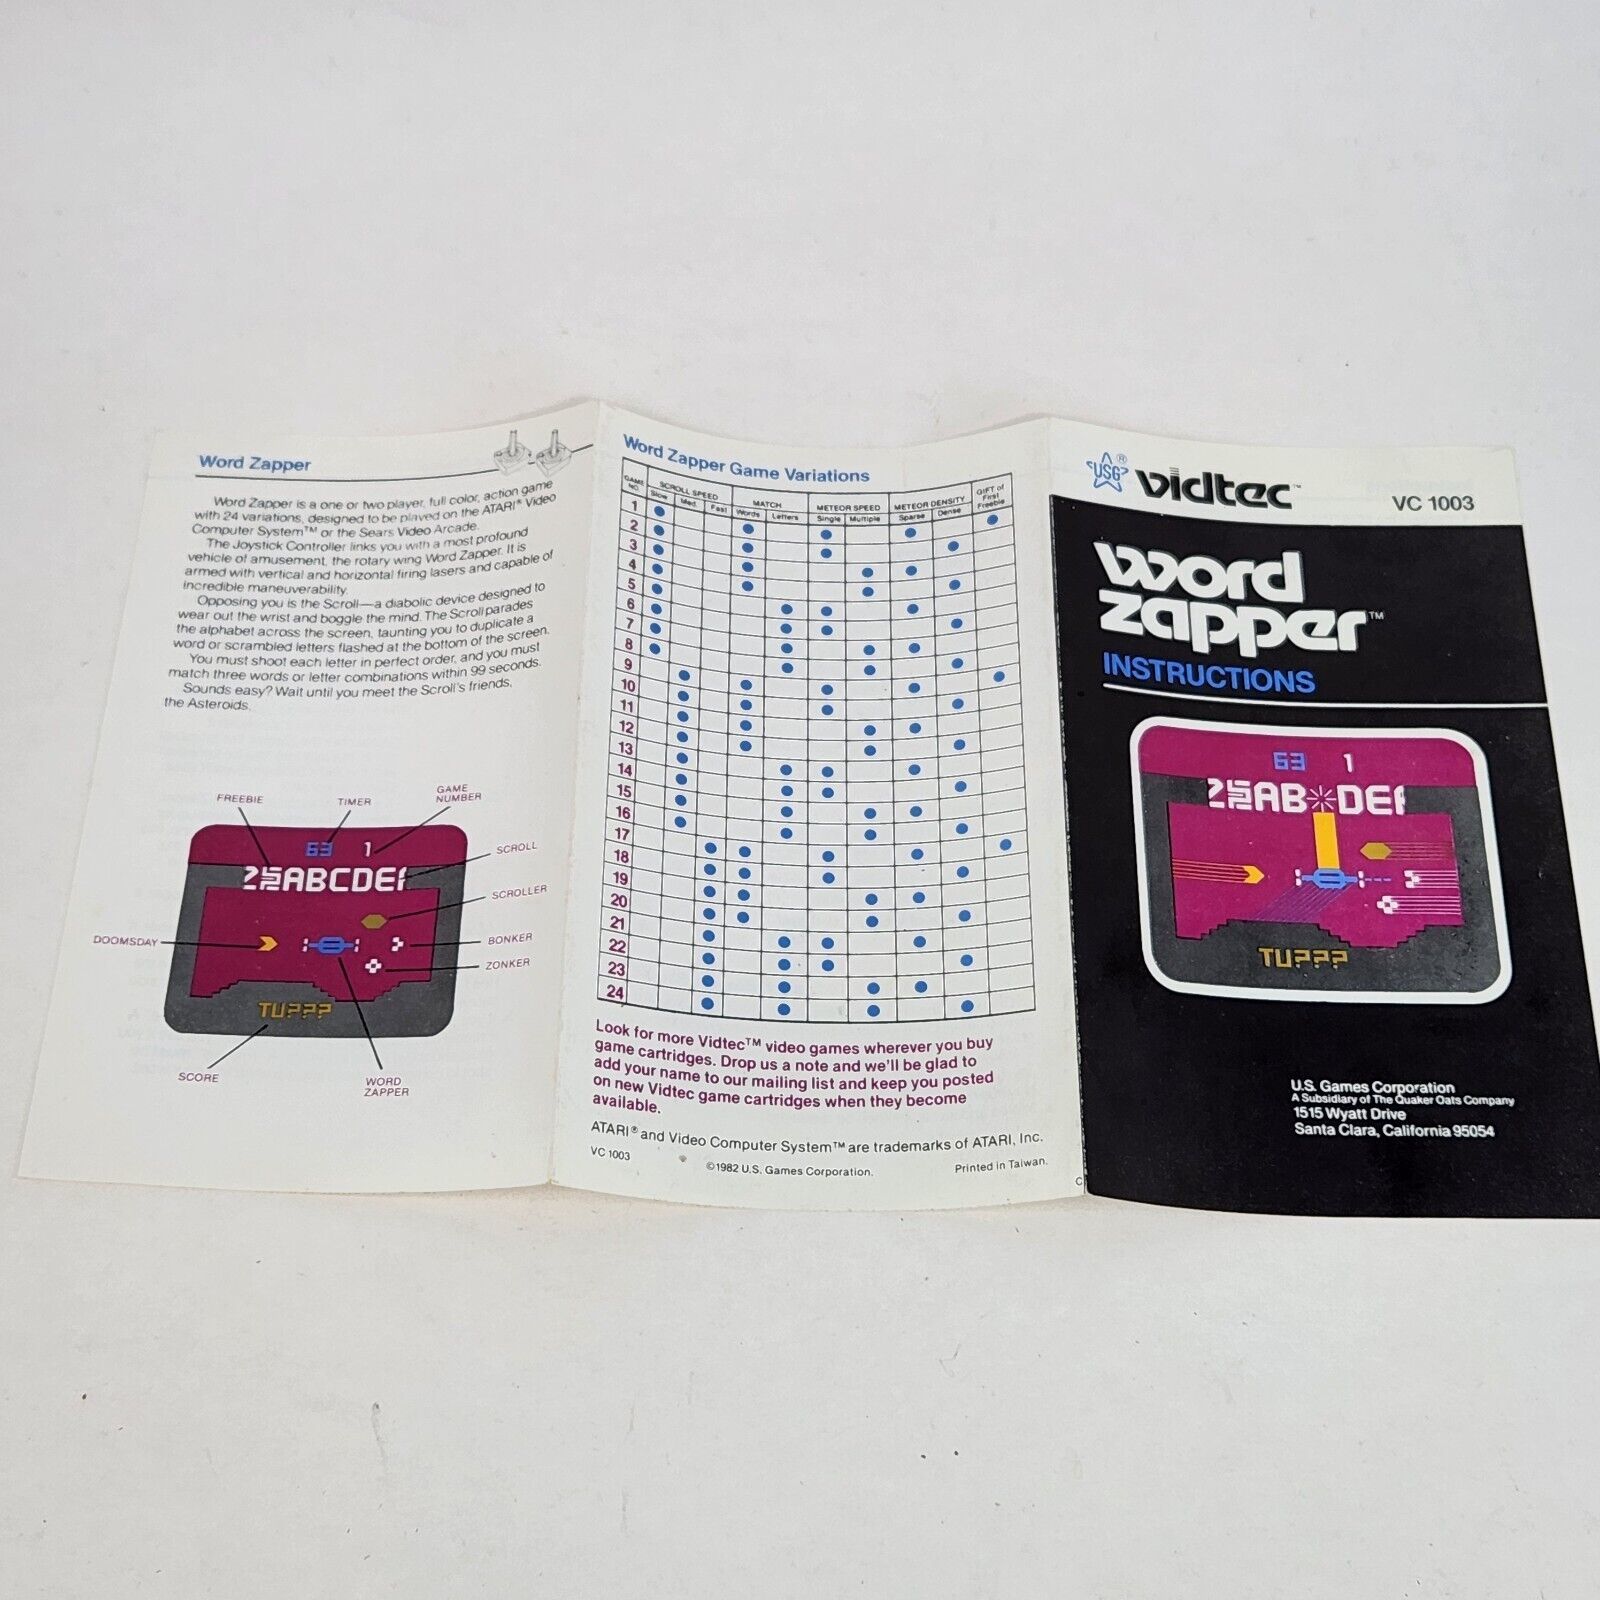 Word Zapper
Word Zapper is a one or two player, full color, action game
with 24 variations, designed to be played on the ATARI® Video
Computer System™ or the Sears Video Arcade.
The Joystick Controller links you with a most profound
vehicle of amusement, the rotary wing Word Zapper. It is
armed with vertical and horizontal firing lasers and capable of
incredible maneuverability.
Opposing you is the Scroll—a diabolic device designed to
wear out the wrist and boggle the mind. The Scroll parades
the alphabet across the screen, taunting you to duplicate a
word or scrambled letters flashed at the bottom of the screen.
You must shoot each letter in perfect order, and you must
match three words or letter combinations within 99 seconds.
Sounds easy? Wait until you meet the Scroll's friends,
the Asteroids.
FREEBIE
TIMER
GAME
NUMBER
63 1
SCROLL
ABCDEF
SCROLLER
DOOMSDAY
BONKER
ZONKER
TU???
SCORE
WORD
ZAPPER
Word Zapper Game Variations
GAME NO. SCROLL SPEED MATCH METEOR SPEED METEOR DENSITY GIFT of First Freebie
Slow Med. Fast Words Letters Single Multiple Sparse Dense
1
2
3
4
5
6
7
8
9
10
11
12
13
14
15
16
17
18
19
20
21
22
23
24
Look for more Vidtec™ video games wherever you buy
game cartridges. Drop us a note and we'll be glad to
add your name to our mailing list and keep you posted
on new Vidtec game cartridges when they become
available.
ATARI® and Video Computer System™ are trademarks of ATARI, Inc.
VC 1003
©1982 U.S. Games Corporation.
Printed in Taiwan.
C
USG® vidtec™
VC 1003
word
zapper™
INSTRUCTIONS
63 1
AB DEF
TU???
U.S. Games Corporation
A Subsidiary of The Quaker Oats Company
1515 Wyatt Drive
Santa Clara, California 95054